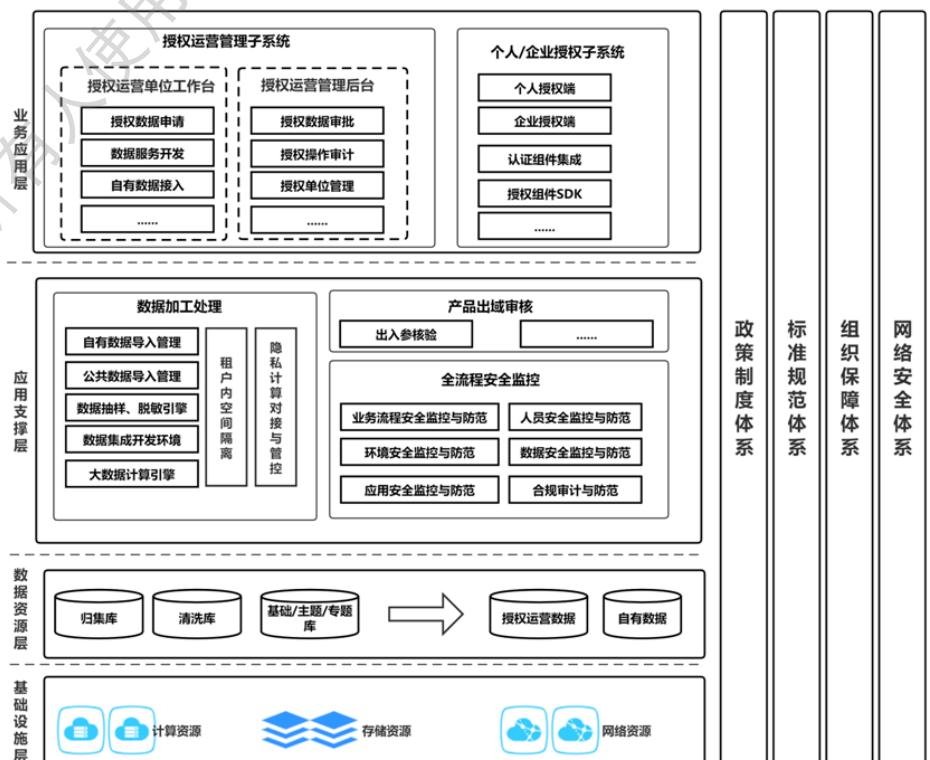 授权运营管理子系统
授权运营单位工作台
授权数据申请
数据服务开发
自有数据接入
......
授权运营管理后台
授权数据审批
授权操作审计
授权单位管理
......
个人/企业授权子系统
个人授权端
企业授权端
认证组件集成
授权组件SDK
......
业务应用层
数据加工处理
自有数据导入管理
公共数据导入管理
数据抽样、脱敏引擎
数据集成开发环境
大数据计算引擎
租户内空间隔离
隐私计算对接与管控
产品出域审核
出入参核验
......
全流程安全监控
业务流程安全监控与防范
人员安全监控与防范
环境安全监控与防范
数据安全监控与防范
应用安全监控与防范
合规审计与防范
应用支撑层
数据资源层
归集库
清洗库
基础/主题/专题
库
授权运营数据
自有数据
基础设施层
计算资源
存储资源
网络资源
政策制度体系
标准规范体系
组织保障体系
网络安全体系
有人使用